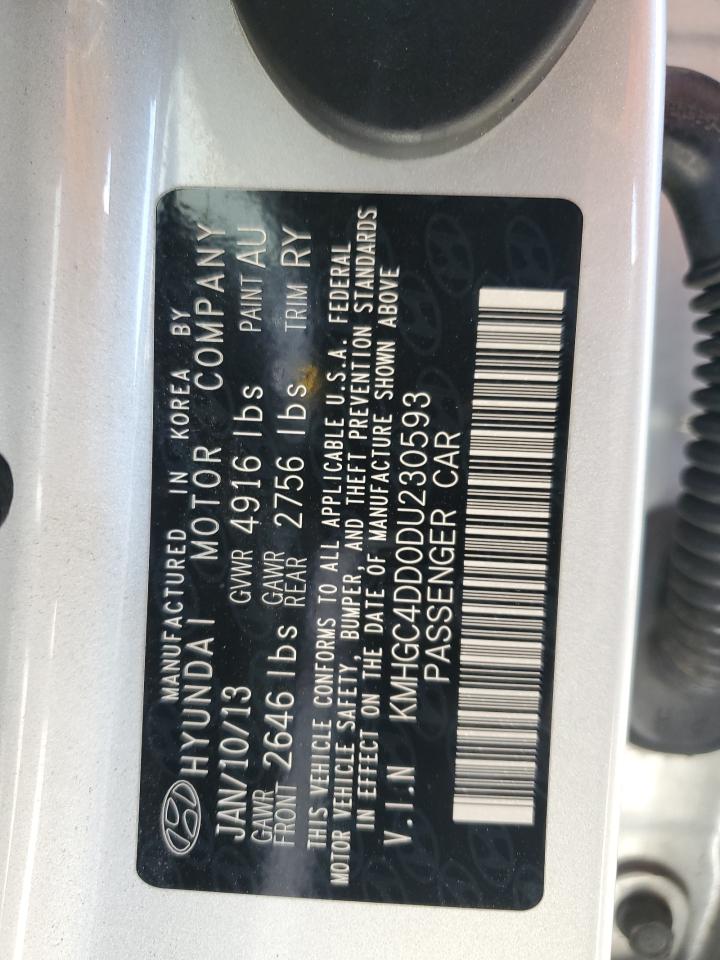 MANUFACTURED IN KOREA BY
HYUNDAI MOTOR COMPANY
JAN/10/13 GVWR 4916 lbs PAINT AU
GAWR FRONT 2646 lbs GAWR REAR 2756 lbs TRIM RY
THIS VEHICLE CONFORMS TO ALL APPLICABLE U.S.A. FEDERAL
MOTOR VEHICLE SAFETY, BUMPER, AND THEFT PREVENTION STANDARDS
IN EFFECT ON THE DATE OF MANUFACTURE SHOWN ABOVE
V.I.N KMHGC4DD0DU230593
PASSENGER CAR